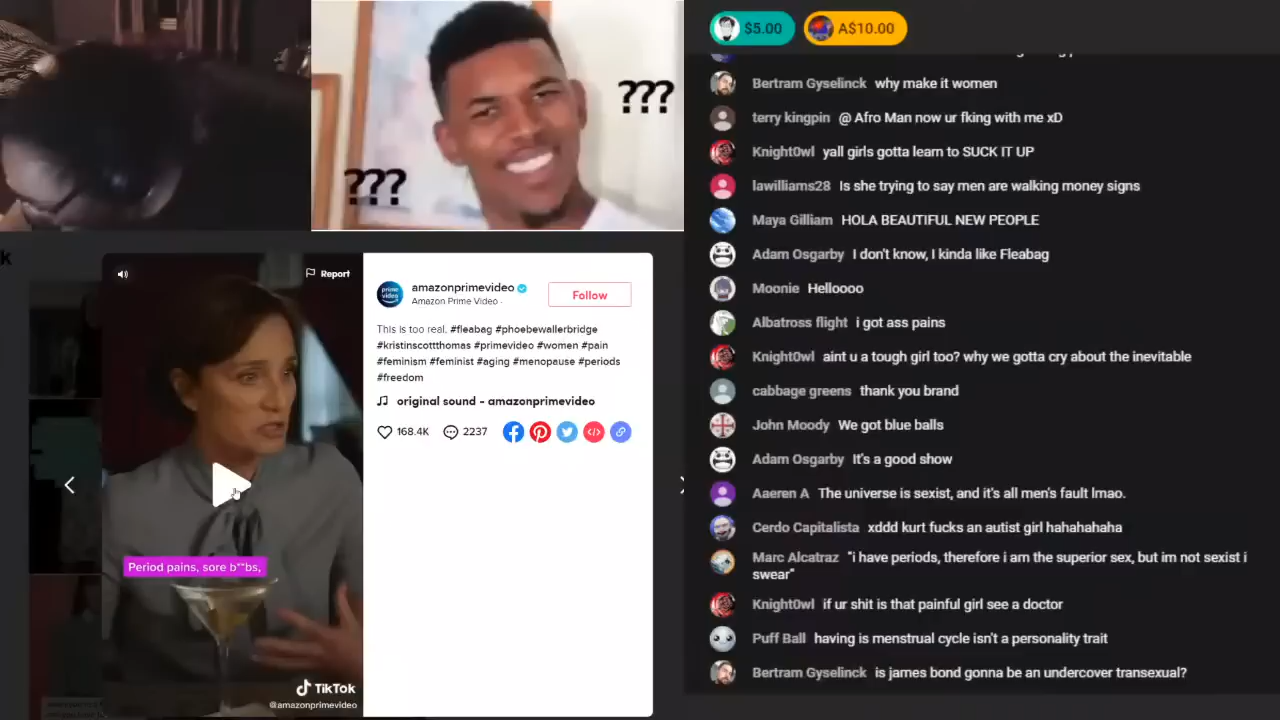 $5.00
A$10.00
Bertram Gyselinck why make it women
???
terry kingpin @ Afro Man now ur fking with me xD
Knight0wl yall girls gotta learn to SUCK IT UP
???
lawilliams28 Is she trying to say men are walking money signs
Maya Gilliam HOLA BEAUTIFUL NEW PEOPLE
k
Adam Osgarby I don't know, I kinda like Fleabag
Report
prime video
amazonprimevideo
Amazon Prime Video ·
Follow
Moonie Helloooo
This is too real. #fleabag #phoebewallerbridge
#kristinscottthomas #primevideo #women #pain
#feminism #feminist #aging #menopause #periods
#freedom
original sound - amazonprimevideo
168.4K
2237
Albatross flight i got ass pains
Knight0wl aint u a tough girl too? why we gotta cry about the inevitable
cabbage greens thank you brand
John Moody We got blue balls
Adam Osgarby It's a good show
Aaeren A The universe is sexist, and it's all men's fault lmao.
Cerdo Capitalista xddd kurt fucks an autist girl hahahahaha
Period pains, sore b**bs,
Marc Alcatraz "i have periods, therefore i am the superior sex, but im not sexist i
swear"
Knight0wl if ur shit is that painful girl see a doctor
Puff Ball having is menstrual cycle isn't a personality trait
Bertram Gyselinck is james bond gonna be an undercover transexual?
TikTok
@amazonprimevideo